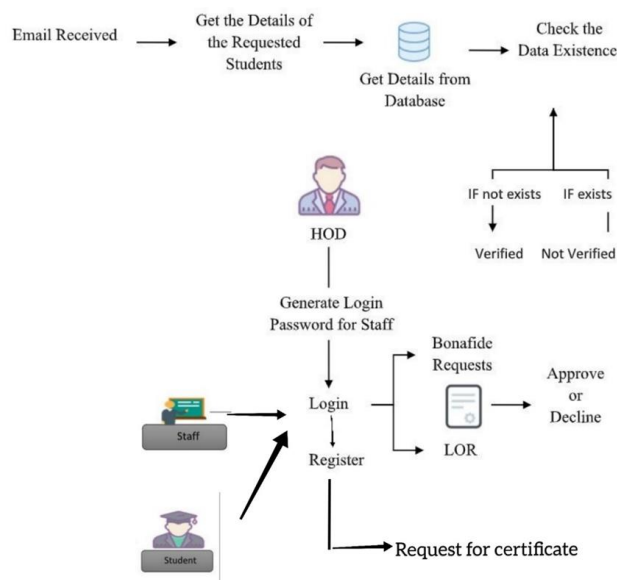 Email Received
Get the Details of
the Requested
Students
Get Details from
Database
Check the
Data Existence
IF not exists
IF exists
Verified
Not Verified
HOD
Generate Login
Password for Staff
Bonafide
Requests
Approve
or
Decline
Login
Staff
LOR
Register
Student
Request for certificate